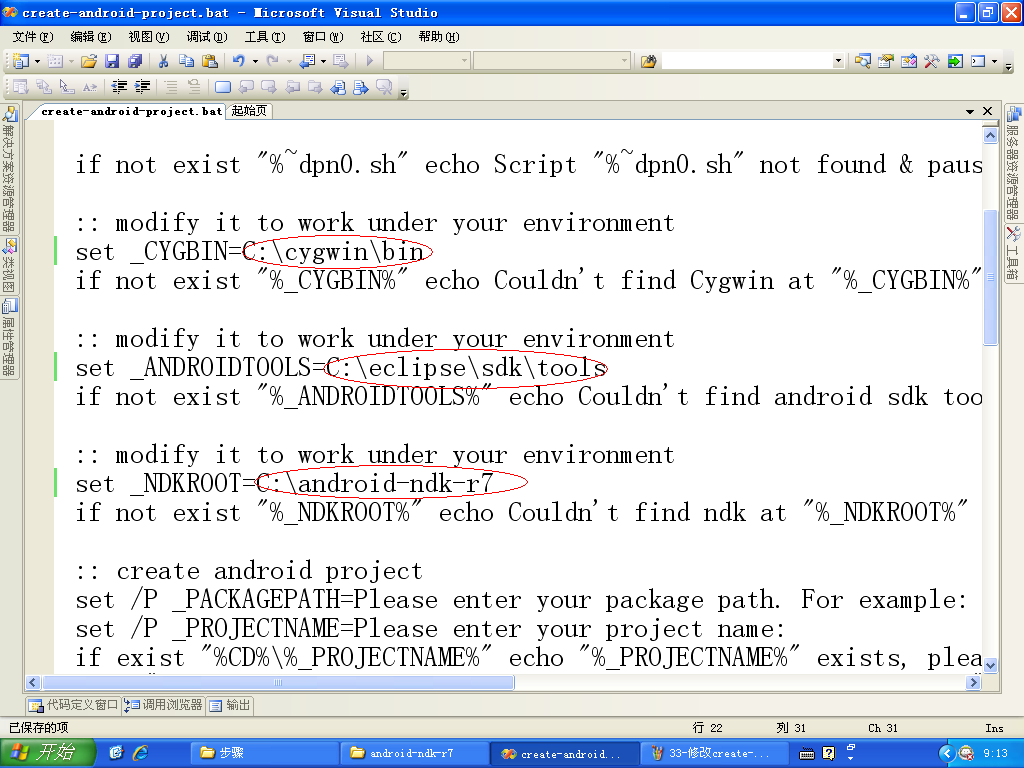 create-android-project.bat - Microsoft Visual Studio
文件(F) 编辑(E) 视图(V) 调试(D) 工具(T) 窗口(W) 社区(C) 帮助(H)
create-android-project.bat 起始页
解决方案资源管理器
类视图
属性管理器
服务器资源管理器
工具箱
if not exist "%~dpn0.sh" echo Script "%~dpn0.sh" not found & paus
:: modify it to work under your environment
set _CYGBIN=C:\cygwin\bin
if not exist "%_CYGBIN%" echo Couldn't find Cygwin at "%_CYGBIN%"
:: modify it to work under your environment
set _ANDROIDTOOLS=C:\eclipse\sdk\tools
if not exist "%_ANDROIDTOOLS%" echo Couldn't find android sdk too
:: modify it to work under your environment
set _NDKROOT=C:\android-ndk-r7
if not exist "%_NDKROOT%" echo Couldn't find ndk at "%_NDKROOT%"
:: create android project
set /P _PACKAGEPATH=Please enter your package path. For example:
set /P _PROJECTNAME=Please enter your project name:
if exist "%CD%\%_PROJECTNAME%" echo "%_PROJECTNAME%" exists, plea
代码定义窗口 调用浏览器 输出
已保存的项 行 22 列 31 Ch 31 Ins
开始 步骤 android-ndk-r7 create-android... 33-修改create-... 9:13